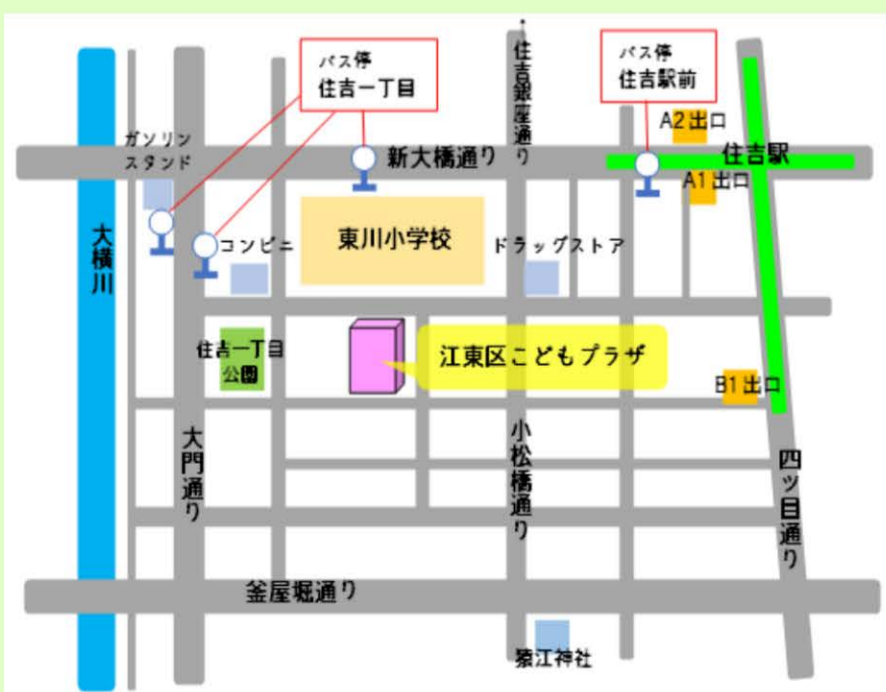 バス停
住吉一丁目
住吉銀座通り
バス停
住吉駅前
A2出口
ガソリン
スタンド
新大橋通り
住吉駅
A1出口
大横川
コンビニ
東川小学校
ドラッグストア
住吉一丁目
公園
江東区こどもプラザ
B1出口
大門通り
小松橋通り
四ッ目通り
釜屋堀通り
猿江神社